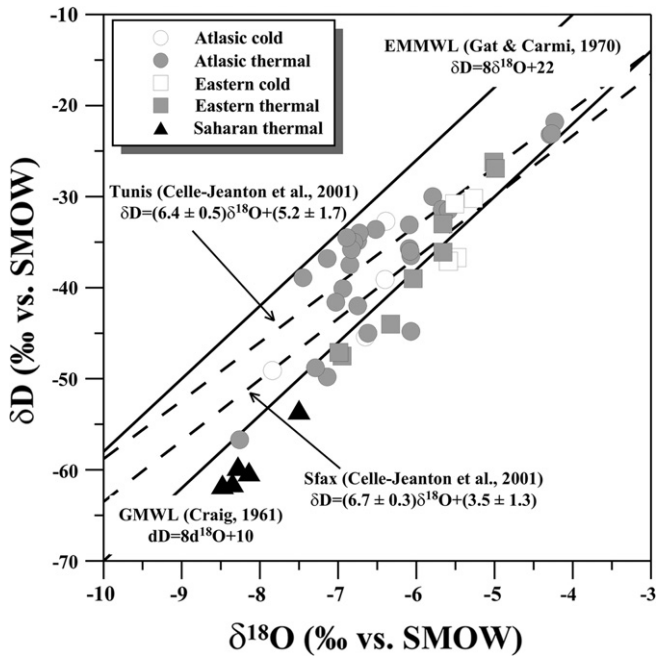 Atlasic cold
Atlasic thermal
Eastern cold
Eastern thermal
Saharan thermal
EMMWL (Gat & Carmi, 1970)
δD=8δ¹⁸O+22
Tunis (Celle-Jeanton et al., 2001)
δD=(6.4 ± 0.5)δ¹⁸O+(5.2 ± 1.7)
Sfax (Celle-Jeanton et al., 2001)
δD=(6.7 ± 0.3)δ¹⁸O+(3.5 ± 1.3)
GMWL (Craig, 1961)
dD=8d¹⁸O+10
δD (‰ vs. SMOW)
-10
-20
-30
-40
-50
-60
-70
-10 -9 -8 -7 -6 -5 -4 -3
δ¹⁸O (‰ vs. SMOW)